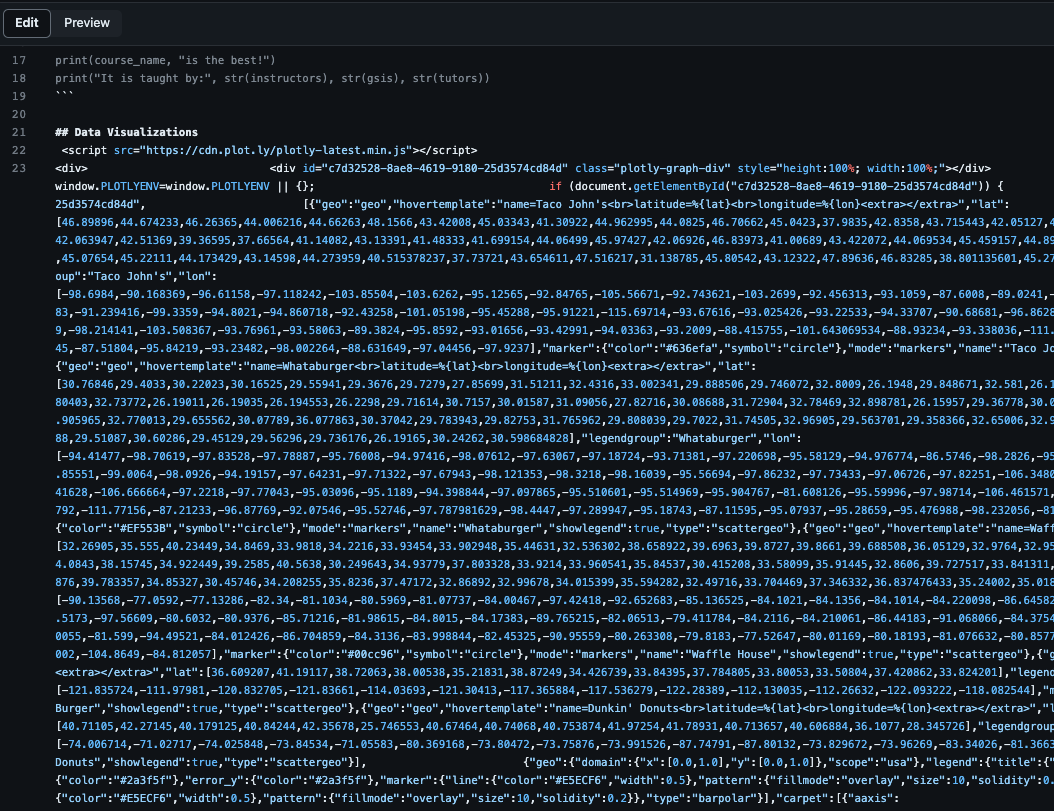 Edit Preview
17 print(course_name, "is the best!")
18 print("It is taught by:", str(instructors), str(gsis), str(tutors))
19 ```
20
21 ## Data Visualizations
22 <script src="https://cdn.plot.ly/plotly-latest.min.js"></script>
23 <div> <div id="c7d32528-8ae8-4619-9180-25d3574cd84d" class="plotly-graph-div" style="height:100%; width:100%;"></div>
window.PLOTLYENV=window.PLOTLYENV || {}; if (document.getElementById("c7d32528-8ae8-4619-9180-25d3574cd84d")) {
25d3574cd84d", [{"geo":"geo","hovertemplate":"name=Taco John's<br>latitude=%{lat}<br>longitude=%{lon}<extra></extra>","lat":
[46.89896,44.674233,46.26365,44.006216,44.66263,48.1566,43.42008,45.03343,41.30922,44.962995,44.0825,46.70662,45.0423,37.9835,42.8358,43.715443,42.05127,4
42.063947,42.51369,39.36595,37.66564,41.14082,43.13391,41.48333,41.699154,44.06499,45.97427,42.06926,46.83973,41.00689,43.422072,44.069534,45.459157,44.89
,45.07654,45.22111,44.173429,43.14598,44.273959,40.515378237,37.73721,43.654611,47.516217,31.138785,45.80542,43.12322,47.89636,46.83285,38.801135601,45.27
oup":"Taco John's","lon":
[-98.6984,-90.168369,-96.61158,-97.118242,-103.85504,-103.6262,-95.12565,-92.84765,-105.56671,-92.743621,-103.2699,-92.456313,-93.1059,-87.6008,-89.0241,-
83,-91.239416,-99.3359,-94.8021,-94.860718,-92.43258,-101.05198,-95.45288,-95.91221,-115.69714,-93.67616,-93.025426,-93.22533,-94.33707,-90.68681,-96.8628
9,-98.214141,-103.508367,-93.76961,-93.58063,-89.3824,-95.8592,-93.01656,-93.42991,-94.03363,-93.2009,-88.415755,-101.643069534,-88.93234,-93.338036,-111.
45,-87.51804,-95.84219,-93.23482,-98.002264,-88.631649,-97.04456,-97.9237],"marker":{"color":"#636efa","symbol":"circle"},"mode":"markers","name":"Taco Jo
{"geo":"geo","hovertemplate":"name=Whataburger<br>latitude=%{lat}<br>longitude=%{lon}<extra></extra>","lat":
[30.76846,29.4033,30.22023,30.16525,29.55941,29.3676,29.7279,27.85699,31.51211,32.4316,33.002341,29.888506,29.746072,32.8009,26.1948,29.848671,32.581,26.1
80403,32.73772,26.19011,26.19035,26.194553,26.2298,29.71614,30.7157,30.01587,31.09056,27.82716,30.08688,31.72904,32.78469,32.898781,26.15957,29.36778,30.0
.905965,32.770013,29.655562,30.07789,36.077863,30.37042,29.783943,29.82753,31.765962,29.808039,29.7022,31.74505,32.96905,29.563701,29.358366,32.65006,32.9
88,29.51087,30.60286,29.45129,29.56296,29.736176,26.19165,30.24262,30.598684828],"legendgroup":"Whataburger","lon":
[-94.41477,-98.70619,-97.83528,-97.78887,-95.76008,-94.97416,-98.07612,-97.63067,-97.18724,-93.71381,-97.220698,-95.58129,-94.976774,-86.5746,-98.2826,-95
.85551,-99.0064,-98.0926,-94.19157,-97.64231,-97.71322,-97.67943,-98.121353,-98.3218,-98.16039,-95.56694,-97.86232,-97.73433,-97.06726,-97.82251,-106.3480
41628,-106.666664,-97.2218,-97.77043,-95.03096,-95.1189,-94.398844,-97.097865,-95.510601,-95.514969,-95.904767,-81.608126,-95.59996,-97.98714,-106.461571,
792,-111.77156,-87.21233,-96.87769,-92.07546,-95.52746,-97.787981629,-98.4447,-97.289947,-95.18743,-87.11595,-95.07937,-95.28659,-95.476988,-98.232056,-81
{"color":"#EF553B","symbol":"circle"},"mode":"markers","name":"Whataburger","showlegend":true,"type":"scattergeo"},{"geo":"geo","hovertemplate":"name=Waff
[32.26905,35.555,40.23449,34.8469,33.9818,34.2216,33.93454,33.902948,35.44631,32.536302,38.658922,39.6963,39.8727,39.8661,39.688508,36.05129,32.9764,32.95
4.0843,38.15745,34.922449,39.2585,40.5638,30.249643,34.93779,37.803328,33.9214,33.960541,35.84537,30.415208,33.58099,35.91445,32.8606,39.727517,33.841311,
876,39.783357,34.85327,30.45746,34.208255,35.8236,37.47172,32.86892,32.99678,34.015399,35.594282,32.49716,33.704469,37.346332,36.837476433,35.24002,35.018
[-90.13568,-77.0592,-77.13286,-82.34,-81.1034,-80.5969,-81.07737,-84.00467,-97.42418,-92.652683,-85.136525,-84.1021,-84.1356,-84.1014,-84.220098,-86.64582
.5173,-97.56609,-80.6032,-80.9376,-85.71216,-81.98615,-84.8015,-84.17383,-89.765215,-82.06513,-79.411784,-84.2116,-84.210061,-86.44183,-91.068066,-84.3754
0055,-81.599,-94.49521,-84.012426,-86.704859,-84.3136,-83.998844,-82.45325,-90.95559,-80.263308,-79.8183,-77.52647,-80.01169,-80.18193,-81.076632,-80.8577
002,-104.8649,-84.812057],"marker":{"color":"#00cc96","symbol":"circle"},"mode":"markers","name":"Waffle House","showlegend":true,"type":"scattergeo"},{"g
<extra></extra>","lat":[36.609207,41.19117,38.72063,38.00538,35.21831,38.87249,34.426739,33.84395,37.784805,33.80053,33.50804,37.420862,33.824201],"legend
[-121.835724,-111.97981,-120.832705,-121.83661,-114.03693,-121.30413,-117.365884,-117.536279,-122.28389,-112.130035,-112.26632,-122.093222,-118.082544],"m
Burger","showlegend":true,"type":"scattergeo"},{"geo":"geo","hovertemplate":"name=Dunkin' Donuts<br>latitude=%{lat}<br>longitude=%{lon}<extra></extra>","l
[40.71105,42.27145,40.179125,40.84244,42.35678,25.746553,40.67464,40.74068,40.753874,41.97254,41.78931,40.713657,40.606884,36.1077,28.345726],"legendgroup
[-74.006714,-71.02717,-74.025848,-73.84534,-71.05583,-80.369168,-73.80472,-73.75876,-73.991526,-87.74791,-87.80132,-73.829672,-73.96269,-83.34026,-81.3663
Donuts","showlegend":true,"type":"scattergeo"}], {"geo":{"domain":{"x":[0.0,1.0],"y":[0.0,1.0]},"scope":"usa"},"legend":{"title":{"
{"color":"#2a3f5f"},"error_y":{"color":"#2a3f5f"},"marker":{"line":{"color":"#E5ECF6","width":0.5},"pattern":{"fillmode":"overlay","size":10,"solidity":0.
{"color":"#E5ECF6","width":0.5},"pattern":{"fillmode":"overlay","size":10,"solidity":0.2}},"type":"barpolar"}],"carpet":[{"aaxis":